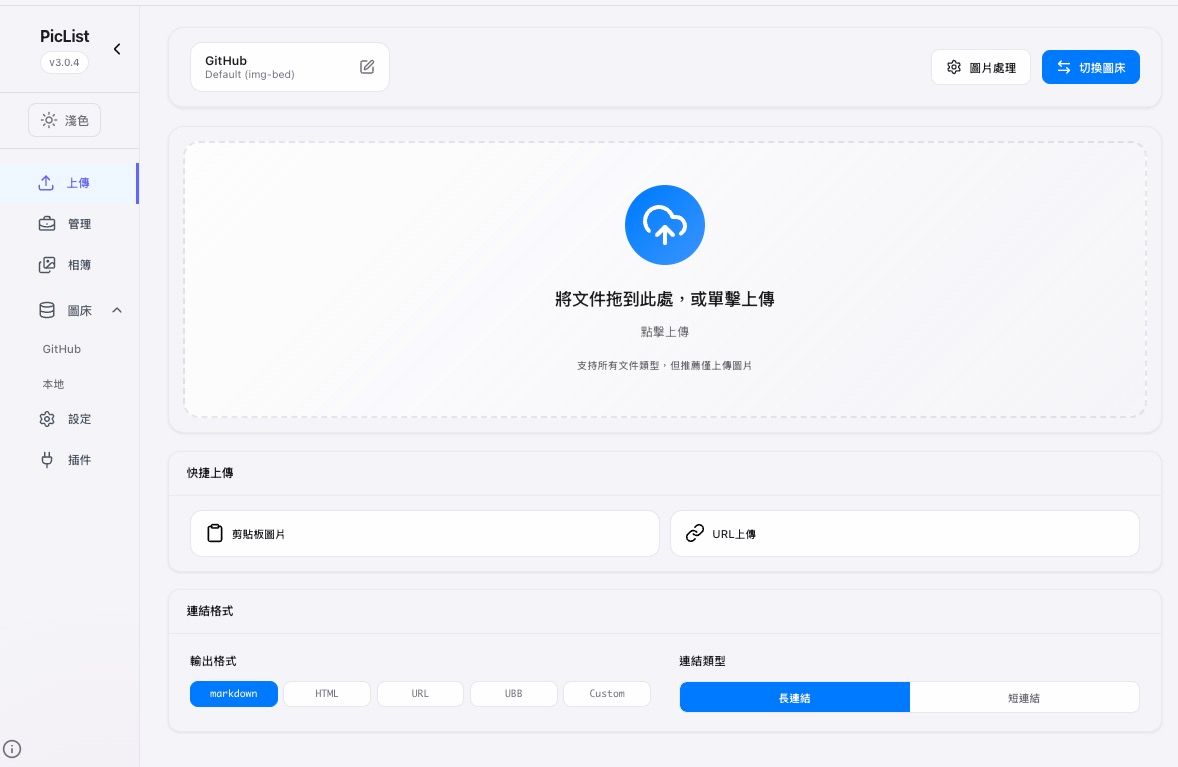 PicList
v3.0.4
淺色
上傳
管理
相簿
圖床
GitHub
本地
設定
插件
GitHub
Default (img-bed)
圖片處理
切換圖床
將文件拖到此處，或單擊上傳
點擊上傳
支持所有文件類型，但推薦僅上傳圖片
快捷上傳
剪貼板圖片
URL上傳
連結格式
輸出格式
markdown
HTML
URL
UBB
Custom
連結類型
長連結
短連結